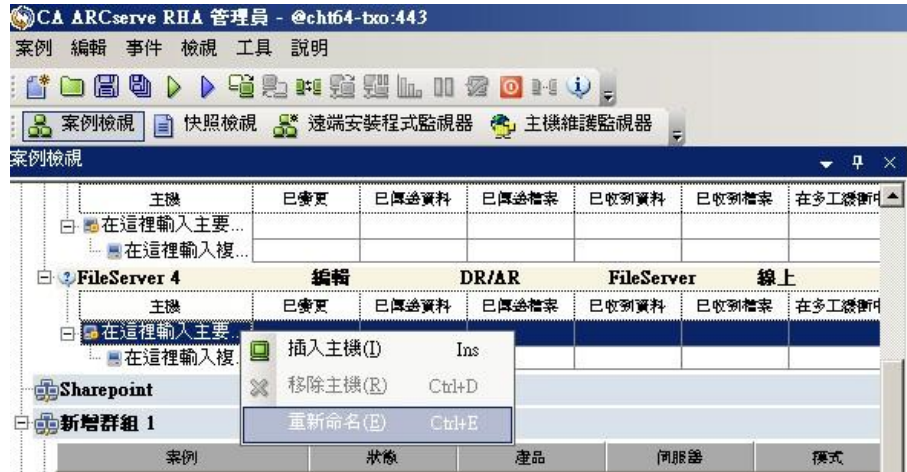 CA ARCserve RHA 管理員 - @cht64-txo:443
案例 編輯 事件 檢視 工具 說明
案例檢視 快照檢視 遠端安裝程式監視器 主機維護監視器
案例檢視
主機 已變更 已傳送資料 已傳送檔案 已收到資料 已收到檔案 在多工緩衝中
在這裡輸入主要...
在這裡輸入複...
FileServer 4 編輯 DR/AR FileServer 線上
主機 已變更 已傳送資料 已傳送檔案 已收到資料 已收到檔案 在多工緩衝中
在這裡輸入主要...
在這裡輸入複.
插入主機(I) Ins
移除主機(R) Ctrl+D
重新命名(E) Ctrl+E
Sharepoint
新增群組 1
案例 狀態 產品 伺服器 模式